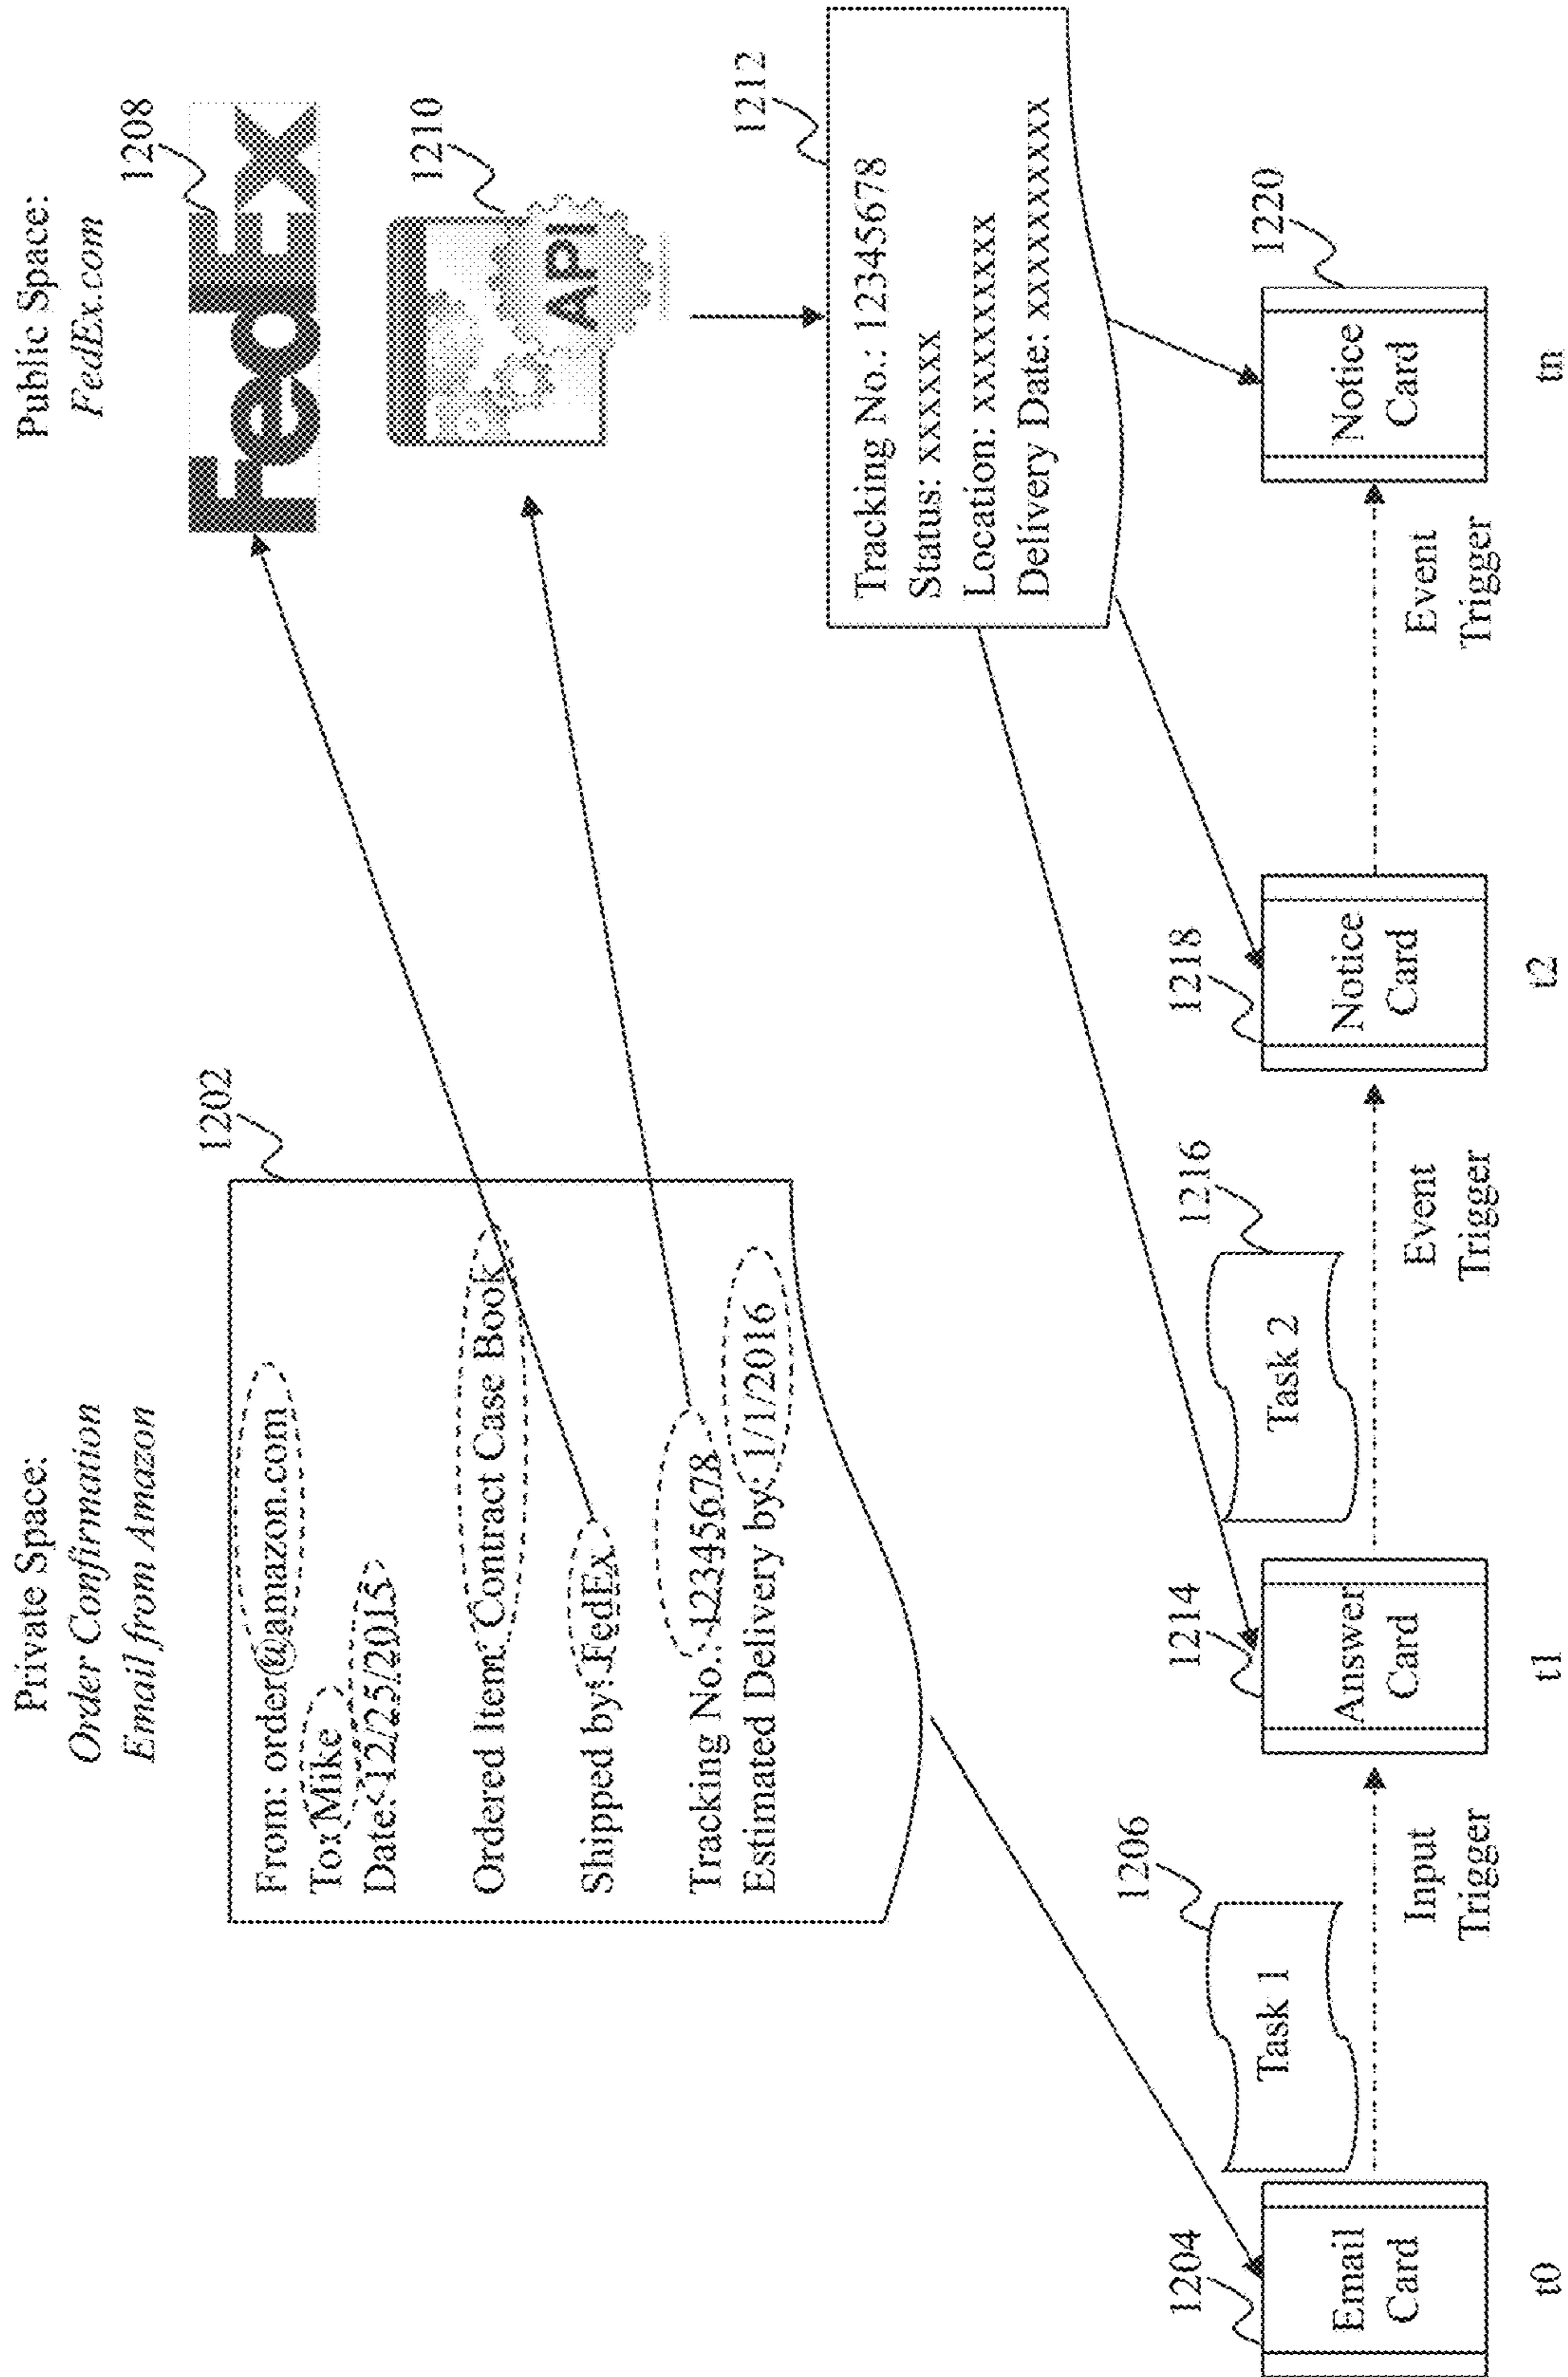 Private Space:
Order Confirmation
Email from Amazon
Public Space:
FedEx.com
1202
From: order@amazon.com
To: Mike
Date: 12/25/2015
Ordered Item: Contract Case Book
Shipped by: FedEx
Tracking No.: 12345678
Estimated Delivery by: 1/1/2016
1208
FedEx
1210
API
1212
Tracking No.: 12345678
Status: xxxxxx
Location: xxxxxxxxx
Delivery Date: xxxxxxxxxx
1204
Email
Card
t0
1206
Task 1
Input
Trigger
1214
Answer
Card
t1
1216
Task 2
Event
Trigger
1218
Notice
Card
t2
Event
Trigger
1220
Notice
Card
tn